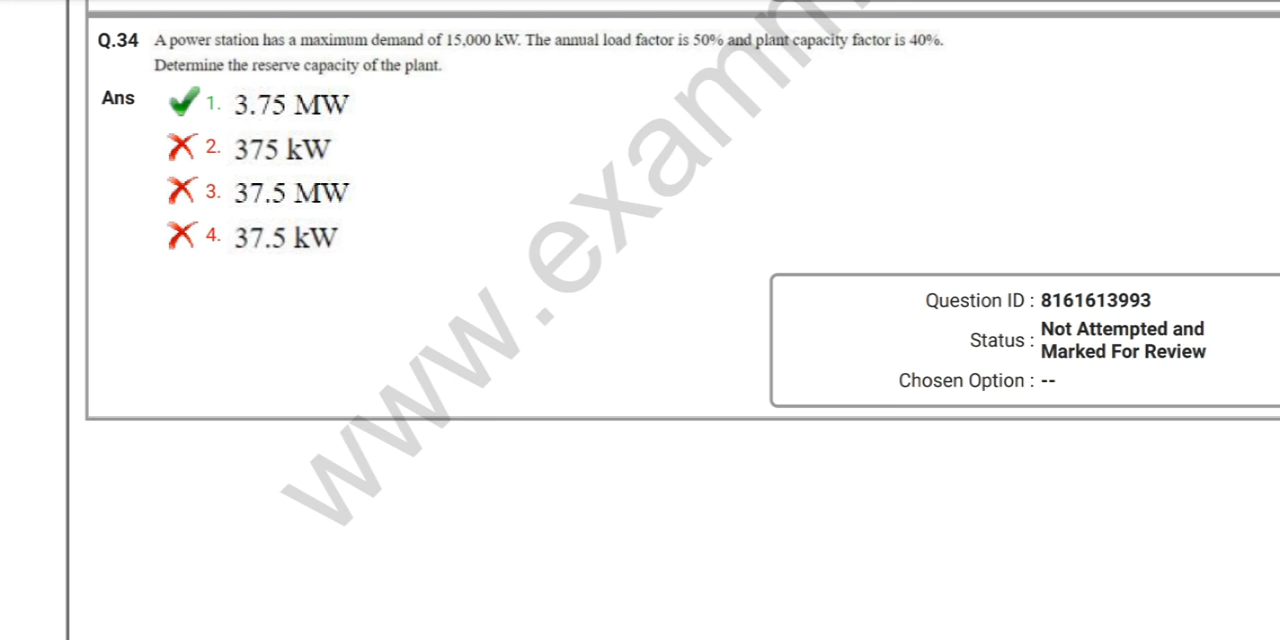 Q.34 A power station has a maximum demand of 15,000 kW. The annual load factor is 50% and plant capacity factor is 40%.
Determine the reserve capacity of the plant.
Ans 1. 3.75 MW
2. 375 kW
3. 37.5 MW
4. 37.5 kW
Question ID : 8161613993
Status : Not Attempted and
Marked For Review
Chosen Option : --
www.examm